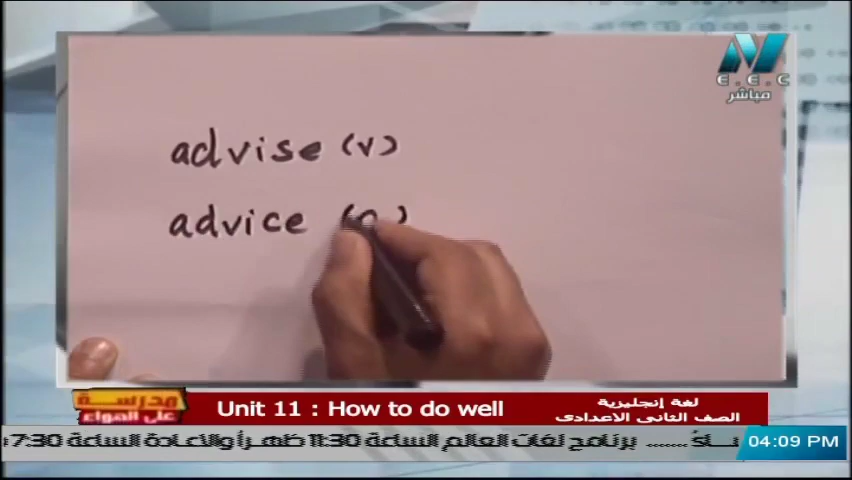 E.E.C
مباشر
advise (v)
advice (n)
مدرسة
على الهواء
Unit 11 : How to do well
لغة إنجليزية
الصف الثانى الاعدادى
برنامج لغات العالم الساعة 11:30 ظهـراً والاعادة الساعة 7:30
04:09 PM